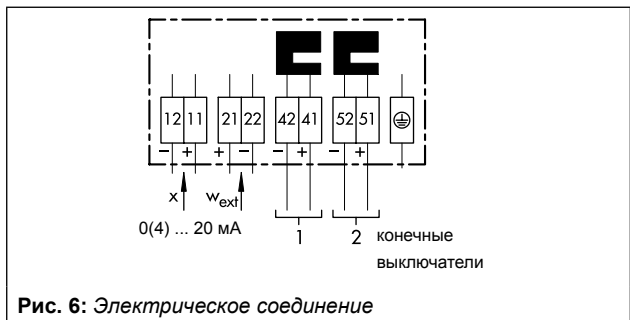 12 11 21 22 42 41 52 51
− + + − − + − +
x wext
0(4) ... 20 мА 1 2 конечные
выключатели
Рис. 6: Электрическое соединение